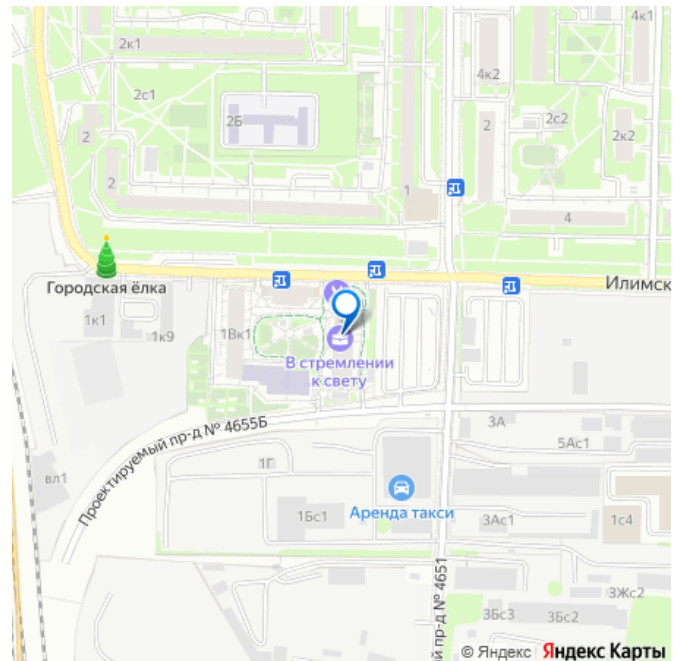 4к1
2к1
4к2
2с1
2Б
2
2с2
2
2к2
2
1
4
Городская ёлка
Илимск
1к1
1к9
1Вк1
В стремлении
к свету
Проектируемый пр-д № 4655Б
3А
5Ас1
1Г
вл1
Аренда такси
1Бс1
3Ас1
1с4
й пр-д № 4651
3Жс2
3Бс3
3Бс2
© Яндекс Яндекс Карты